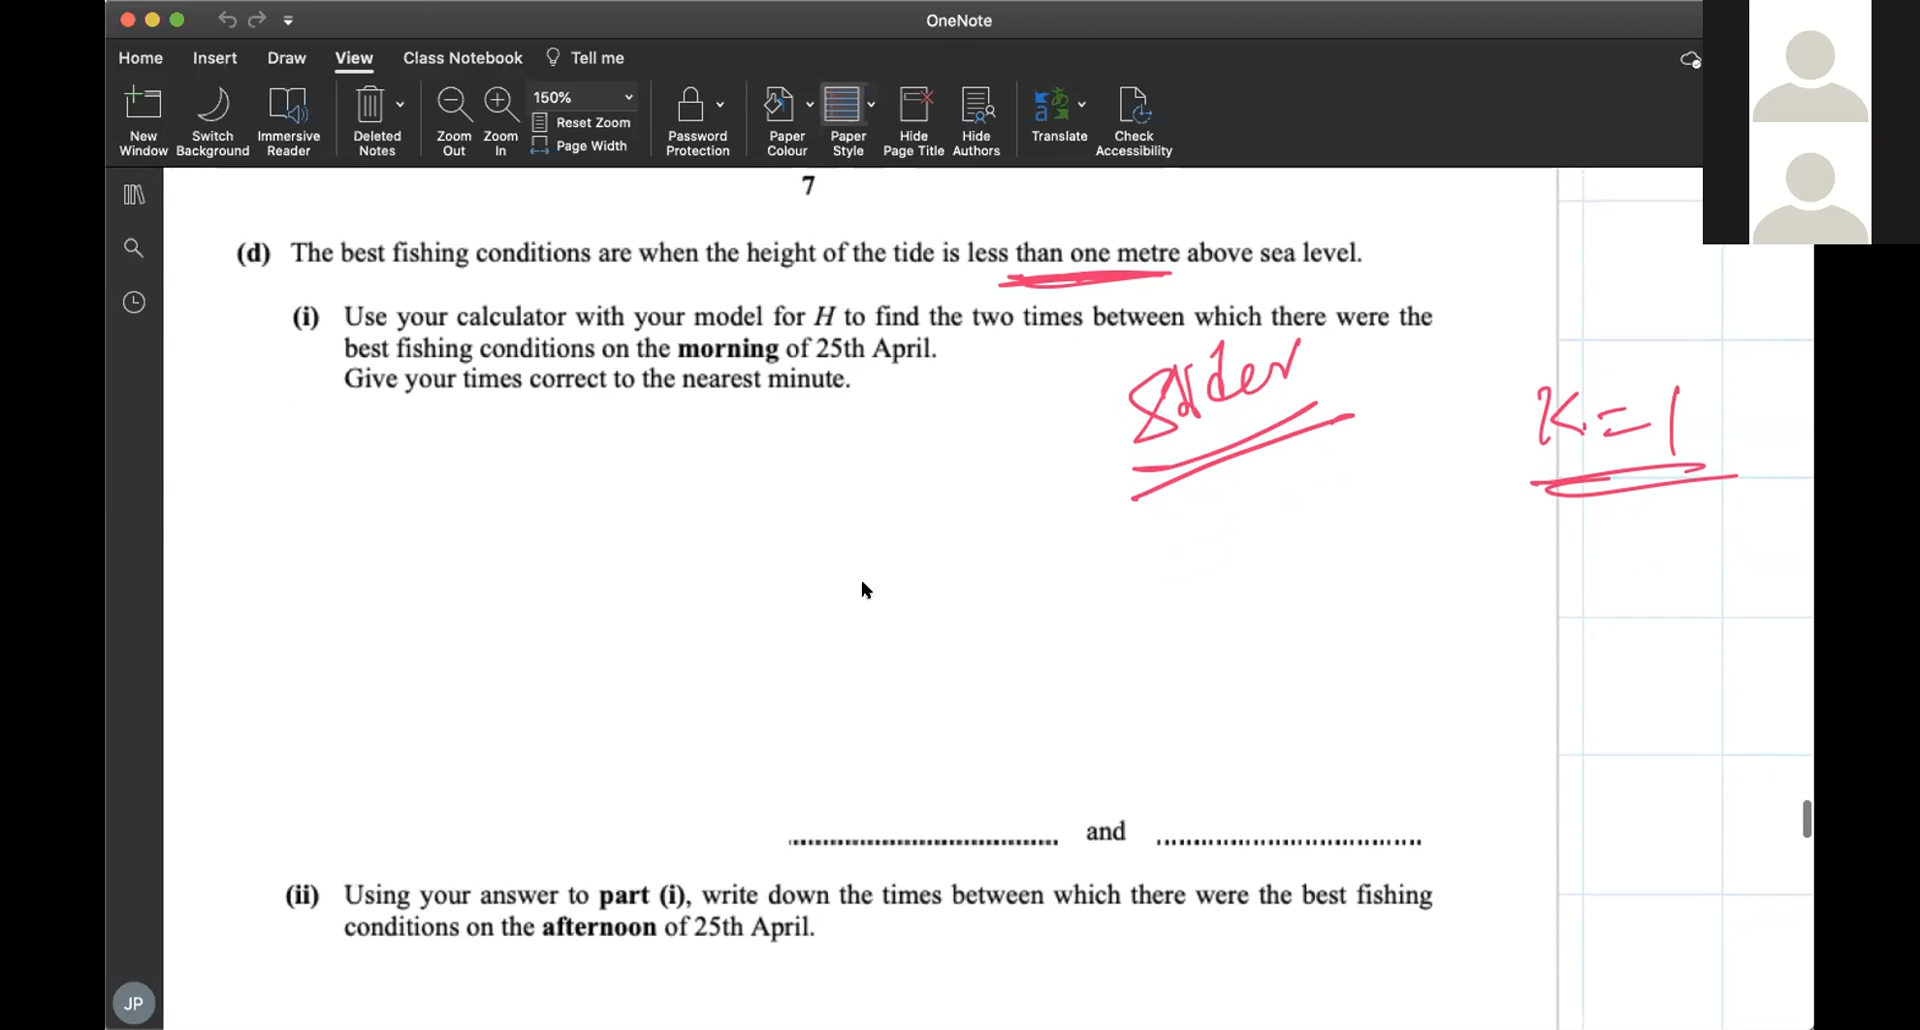 OneNote
Home Insert Draw View Class Notebook Tell me
150%
Reset Zoom
Page Width
New Window
Switch Background
Immersive Reader
Deleted Notes
Zoom Out
Zoom In
Password Protection
Paper Colour
Paper Style
Hide Page Title
Hide Authors
Translate
Check Accessibility
7
(d) The best fishing conditions are when the height of the tide is less than one metre above sea level.
(i) Use your calculator with your model for H to find the two times between which there were the
best fishing conditions on the morning of 25th April.
Give your times correct to the nearest minute.
K=1
and
(ii) Using your answer to part (i), write down the times between which there were the best fishing
conditions on the afternoon of 25th April.
JP